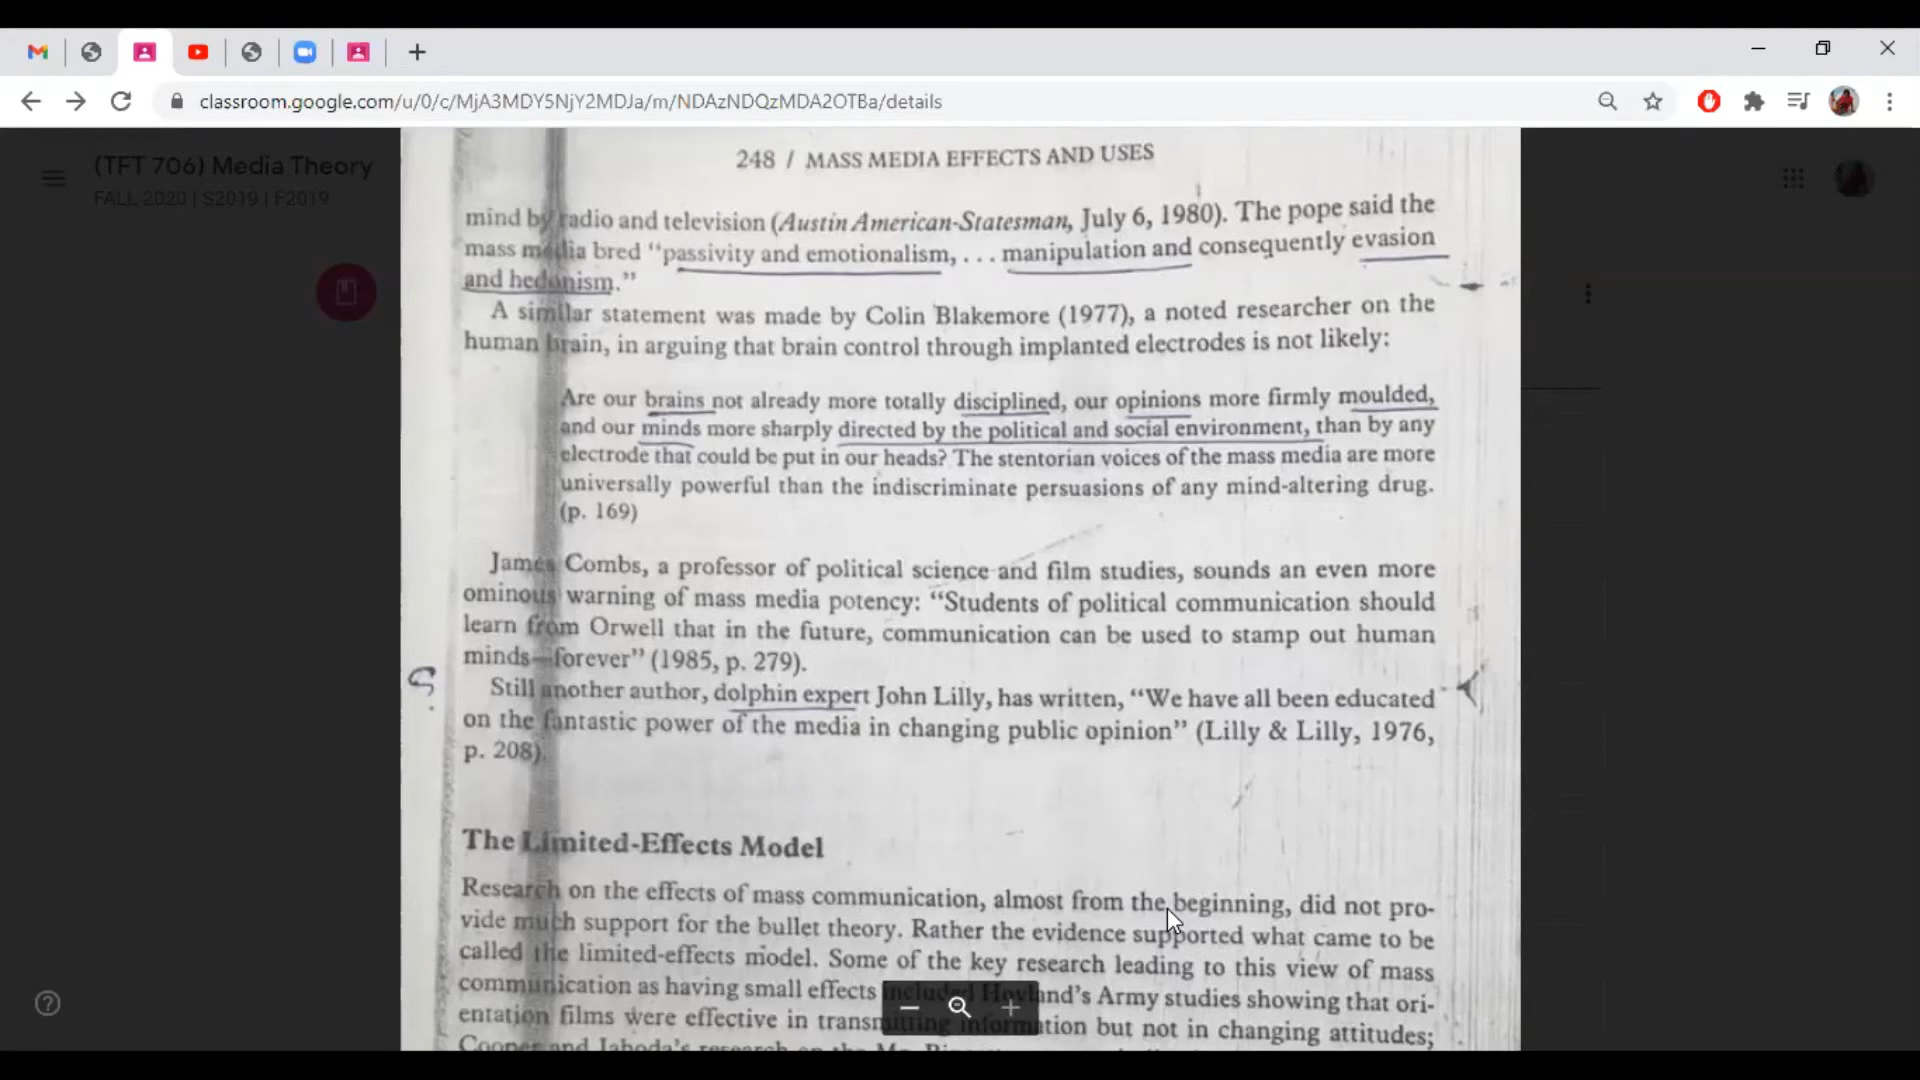 classroom.google.com/u/0/c/MjA3MDY5NjY2MDJa/m/NDAzNDQzMDA2OTBa/details
(TFT 706) Media Theory
FALL 2020 | S2019 | F2019
248 / MASS MEDIA EFFECTS AND USES
mind by radio and television (Austin American-Statesman, July 6, 1980). The pope said the
mass media bred “passivity and emotionalism, . . . manipulation and consequently evasion
and hedonism.”
A similar statement was made by Colin Blakemore (1977), a noted researcher on the
human brain, in arguing that brain control through implanted electrodes is not likely:
Are our brains not already more totally disciplined, our opinions more firmly moulded,
and our minds more sharply directed by the political and social environment, than by any
electrode that could be put in our heads? The stentorian voices of the mass media are more
universally powerful than the indiscriminate persuasions of any mind-altering drug.
(p. 169)
James Combs, a professor of political science and film studies, sounds an even more
ominous warning of mass media potency: “Students of political communication should
learn from Orwell that in the future, communication can be used to stamp out human
minds—forever” (1985, p. 279).
Still another author, dolphin expert John Lilly, has written, “We have all been educated
on the fantastic power of the media in changing public opinion” (Lilly & Lilly, 1976,
p. 208).
The Limited-Effects Model
Research on the effects of mass communication, almost from the beginning, did not pro-
vide much support for the bullet theory. Rather the evidence supported what came to be
called the limited-effects model. Some of the key research leading to this view of mass
communication as having small effects included Hovland’s Army studies showing that ori-
entation films were effective in transmitting information but not in changing attitudes;
Cooper and Jahoda’s research on the Mr.